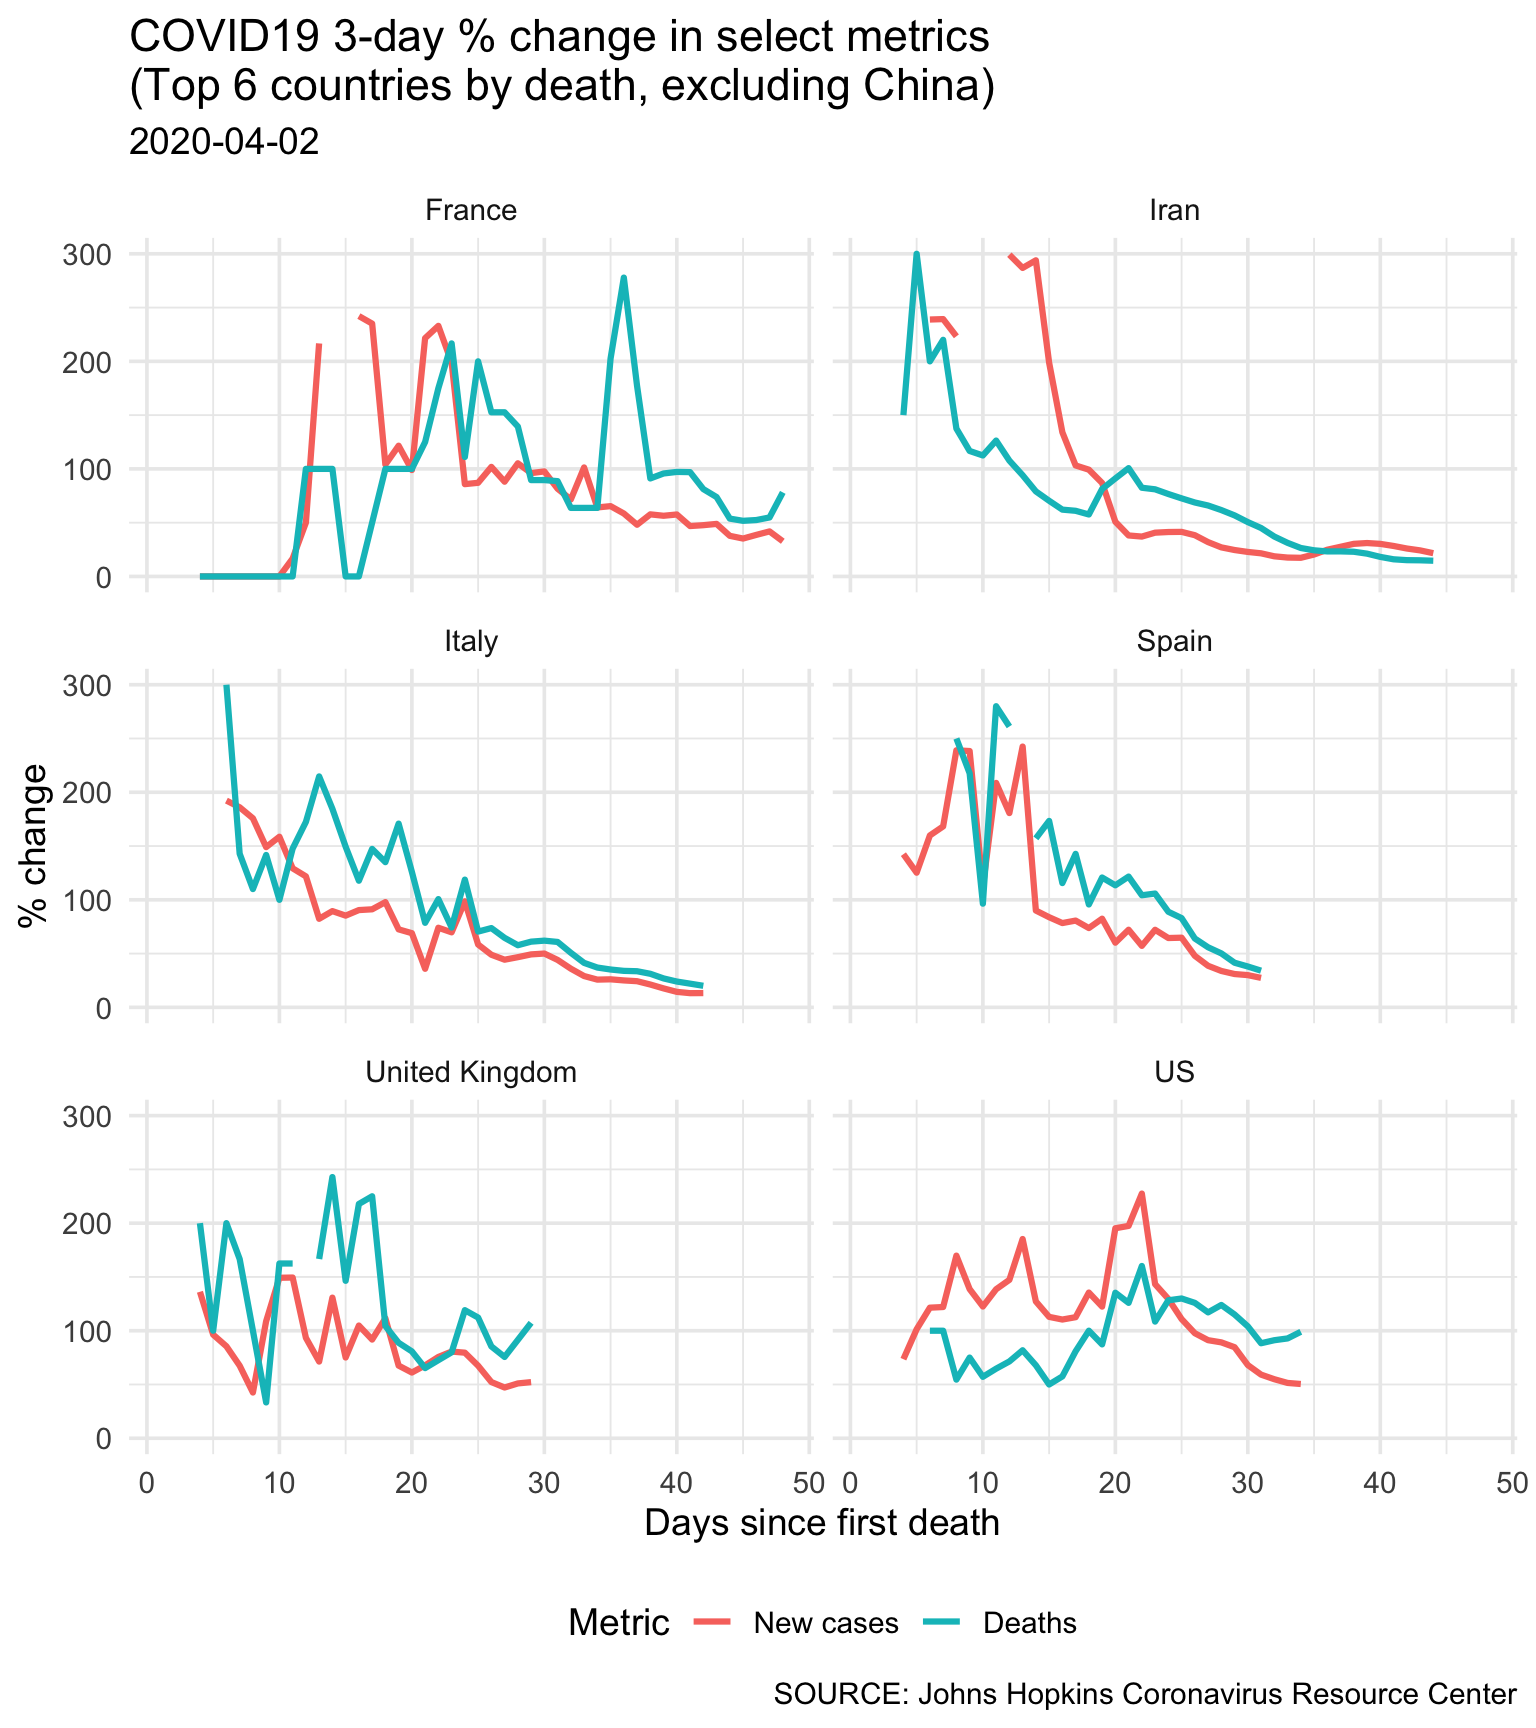 COVID19 3-day % change in select metrics
(Top 6 countries by death, excluding China)
2020-04-02
France
Iran
300
200
100
0
Italy
Spain
300
200
100
0
% change
United Kingdom
US
300
200
100
0
0 10 20 30 40 50
0 10 20 30 40 50
Days since first death
Metric New cases Deaths
SOURCE: Johns Hopkins Coronavirus Resource Center